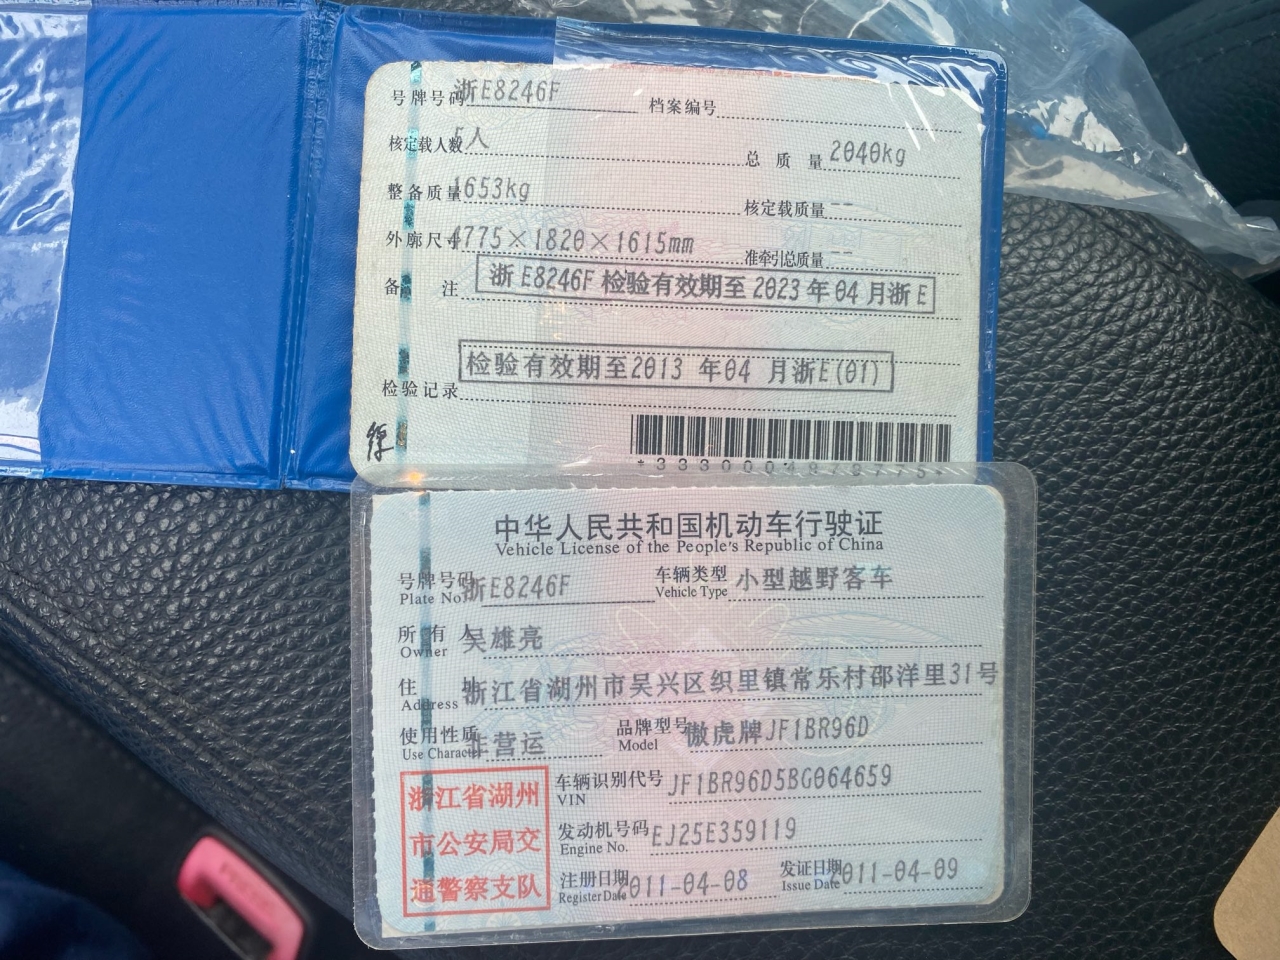 号牌号码 浙E8246F 档案编号
核定载人数 5人 总质量 2040kg
整备质量 1653kg 核定载质量 --
外廓尺寸 4775×1820×1615mm 准牵引总质量 --
备注 浙E8246F 检验有效期至2023年04月浙E
检验记录 检验有效期至2013 年04 月浙E(01)
中华人民共和国机动车行驶证
Vehicle License of the People's Republic of China
号牌号码 浙E8246F 车辆类型 小型越野客车
Plate No. Vehicle Type
所有人 吴雄亮
Owner
住址 浙江省湖州市吴兴区织里镇常乐村邵洋里31号
Address
使用性质 非营运 品牌型号 傲虎牌JF1BR96D
Use Character Model
浙江省湖州
市公安局交
通警察支队
车辆识别代号 JF1BR96D5BG064659
VIN
发动机号码 EJ25E359119
Engine No.
注册日期 2011-04-08 发证日期 2011-04-09
Register Date Issue Date